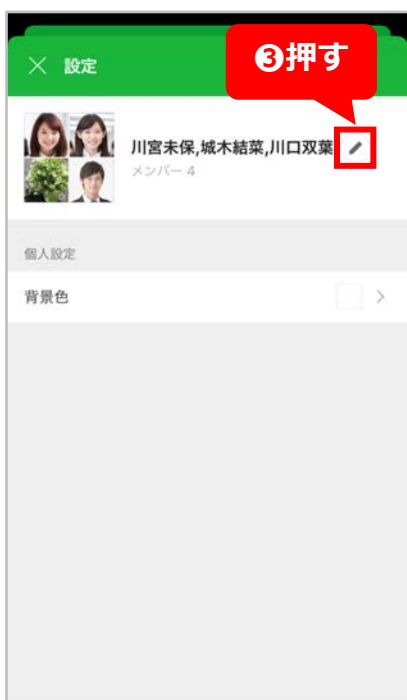 設定
❸押す
川宮未保,城木結菜,川口双葉
メンバー 4
個人設定
背景色